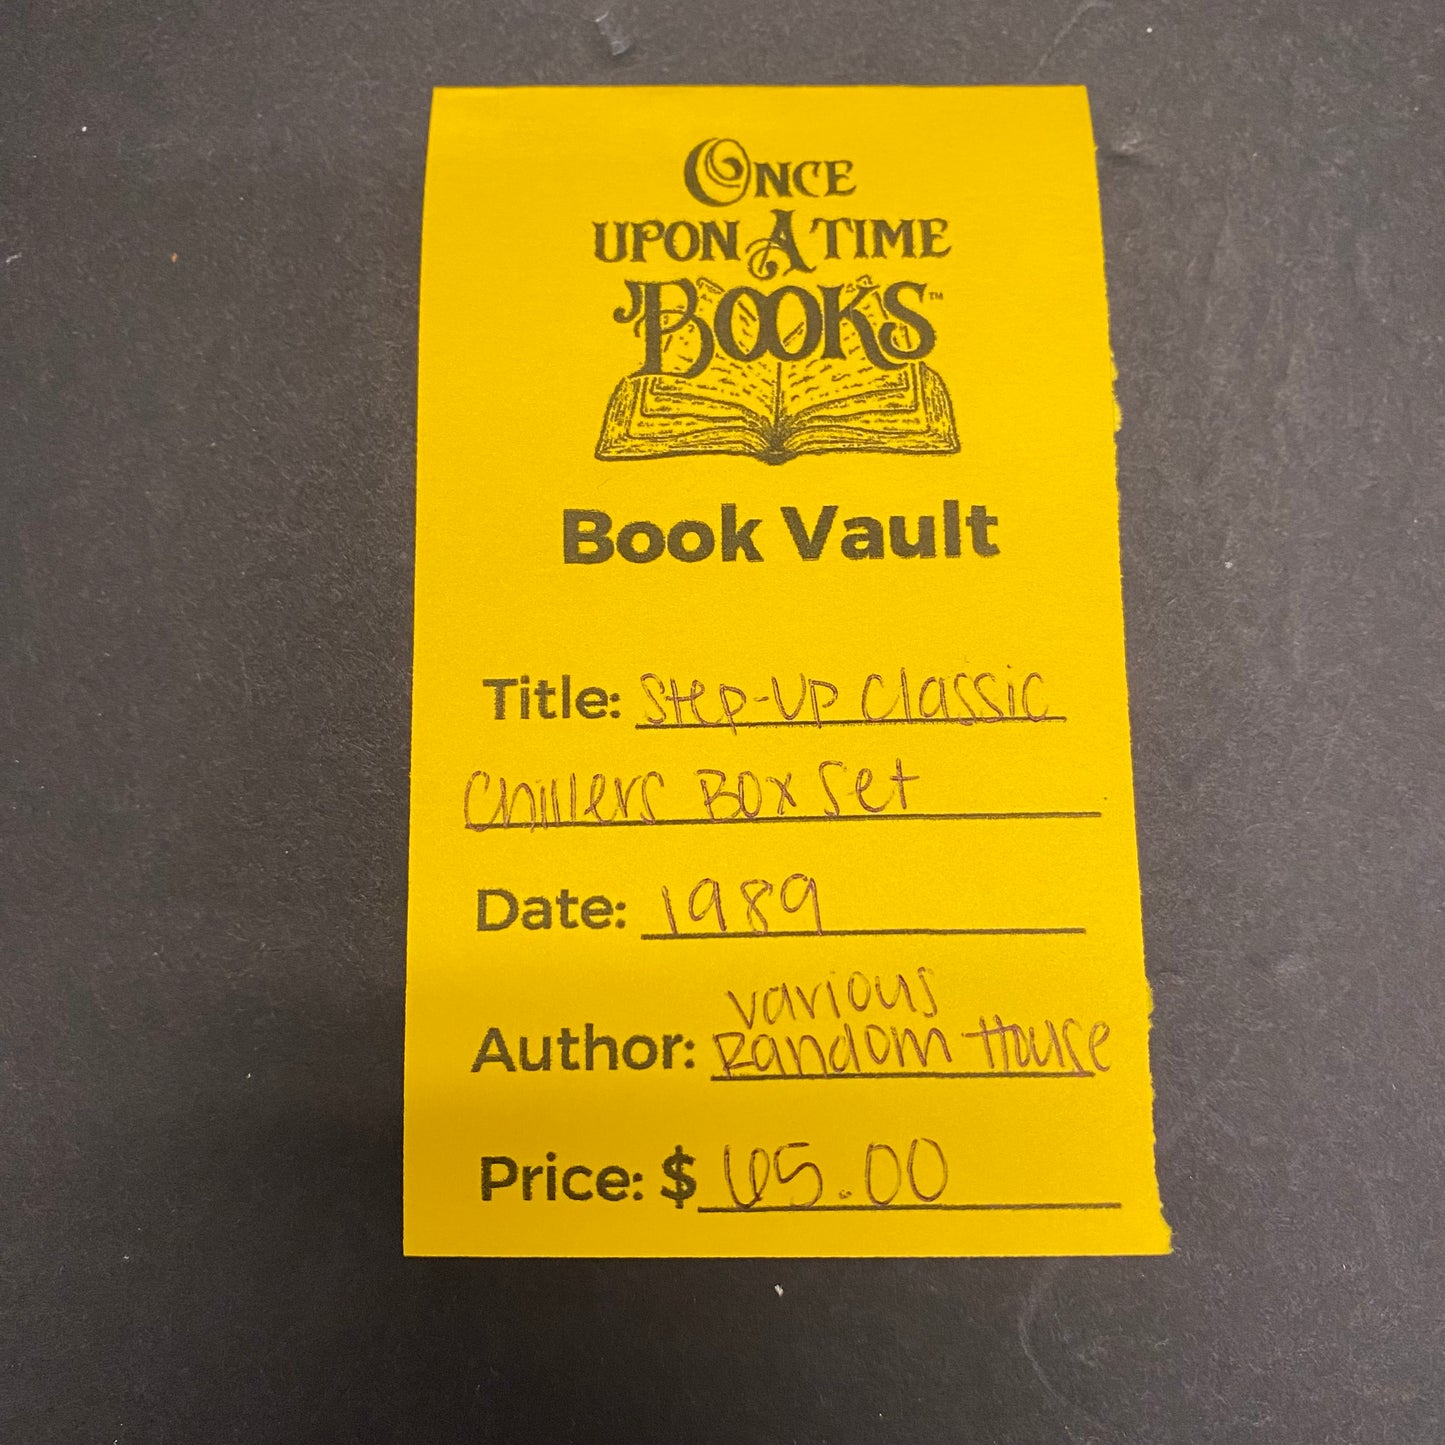 ONCE
UPON A TIME
BOOKS™
Book Vault
Title: Step-Up Classic
Chillers Box Set
Date: 1989
various
Author: Random House
Price: $ 65.00